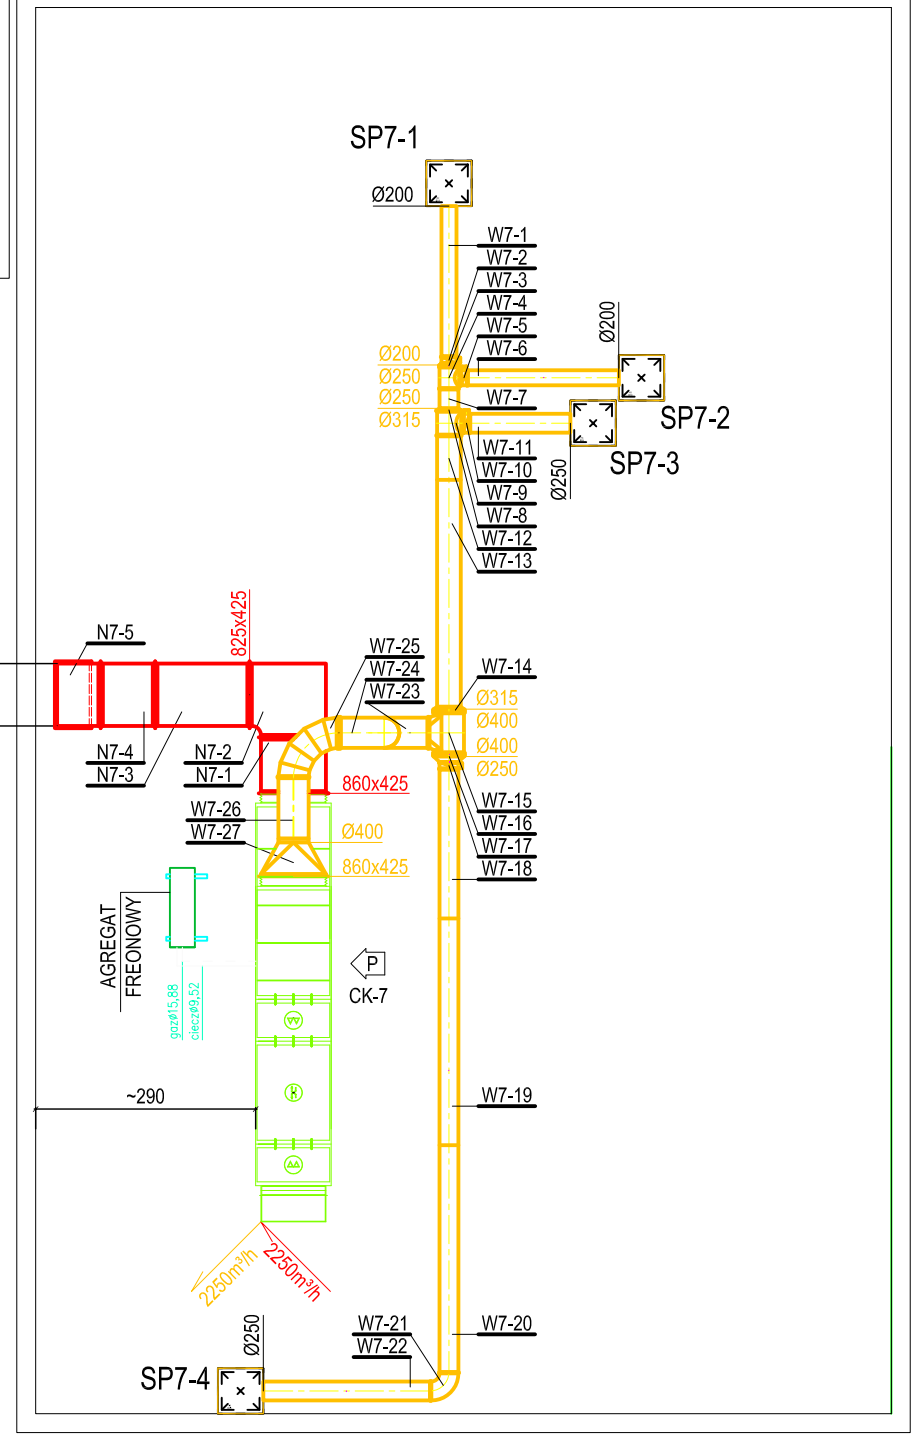 SP7-1
Ø200
W7-1
W7-2
W7-3
W7-4
W7-5
W7-6
Ø200
Ø200
Ø250
Ø250
Ø315
W7-7
SP7-2
SP7-3
Ø250
W7-11
W7-10
W7-9
W7-8
W7-12
W7-13
825x425
N7-5
W7-25
W7-24
W7-23
W7-14
Ø315
Ø400
Ø400
Ø250
N7-4
N7-3
N7-2
N7-1
860x425
W7-15
W7-16
W7-17
W7-18
W7-26
W7-27
Ø400
860x425
AGREGAT
FREONOWY
gazø15,88
cieczø9,52
P
CK-7
~290
W7-19
2250m³/h
2250m³/h
W7-20
W7-21
W7-22
Ø250
SP7-4